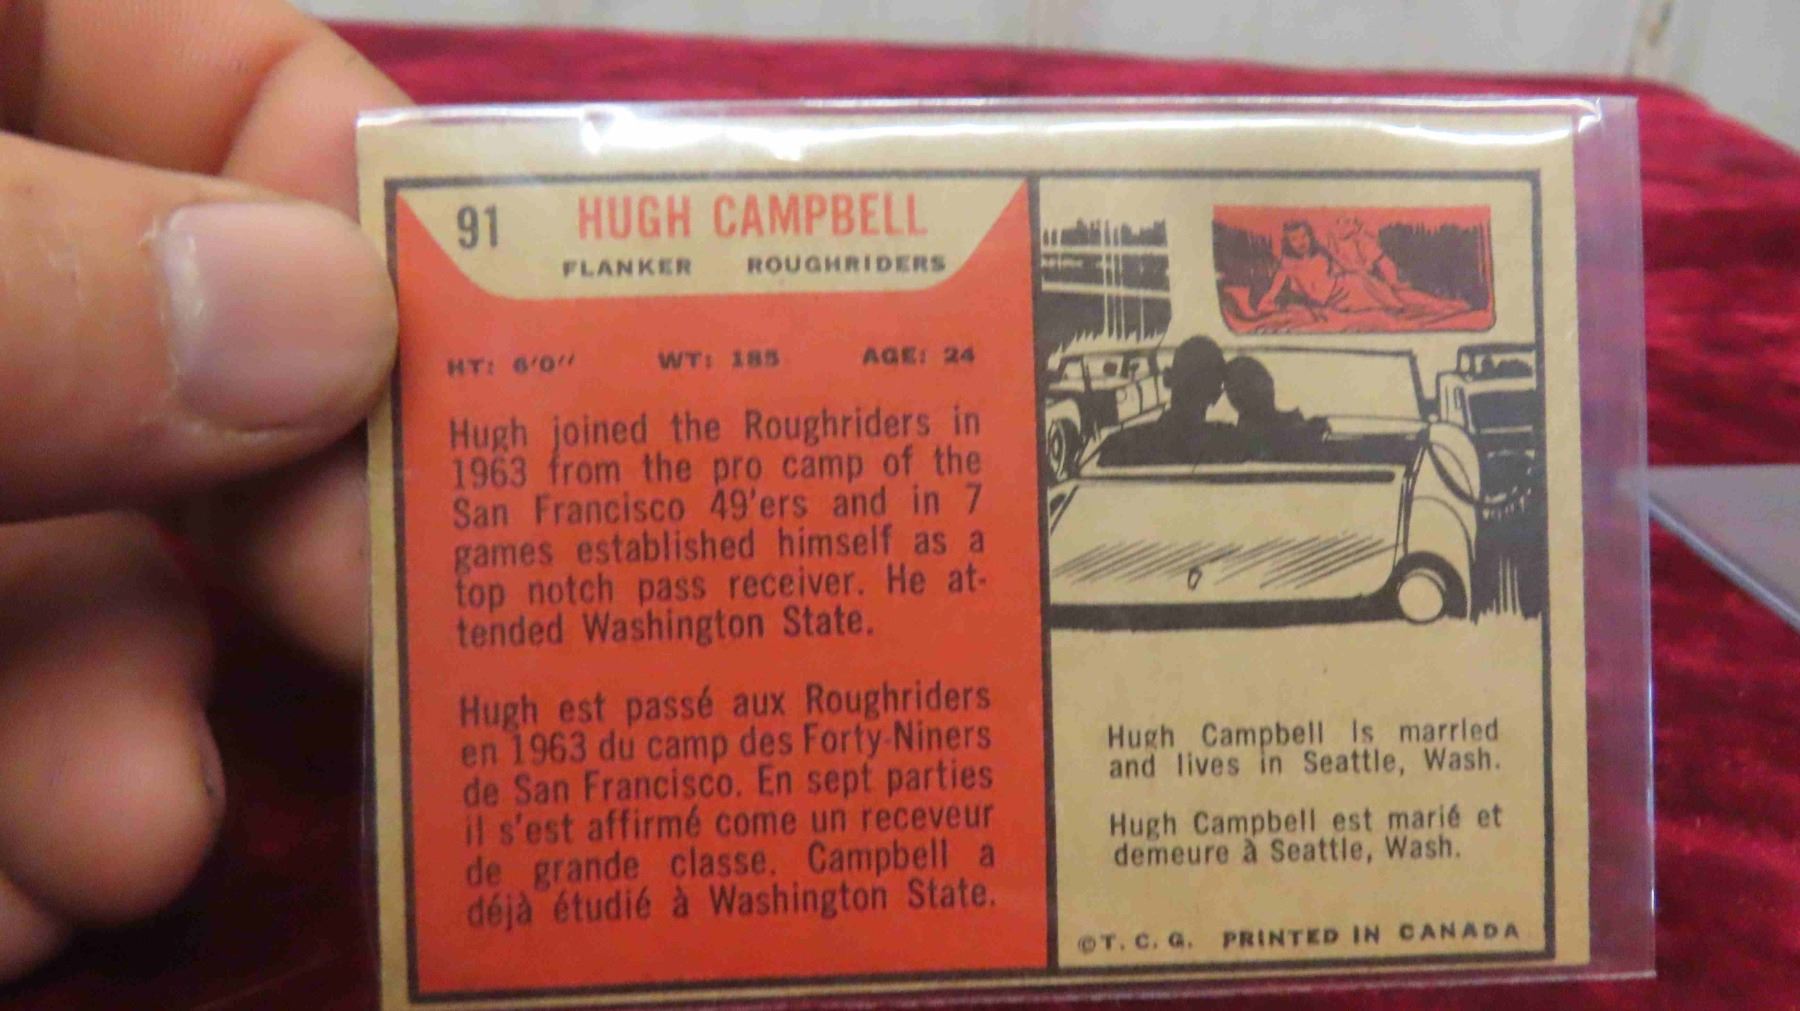 91 HUGH CAMPBELL
FLANKER ROUGHRIDERS
HT: 6'0'' WT: 185 AGE: 24
Hugh joined the Roughriders in
1963 from the pro camp of the
San Francisco 49'ers and in 7
games established himself as a
top notch pass receiver. He at-
tended Washington State.
Hugh est passé aux Roughriders
en 1963 du camp des Forty-Niners
de San Francisco. En sept parties
il s'est affirmé come un receveur
de grande classe. Campbell a
déjà étudié à Washington State.
Hugh Campbell is married
and lives in Seattle, Wash.
Hugh Campbell est marié et
demeure à Seattle, Wash.
©T. C. G. PRINTED IN CANADA